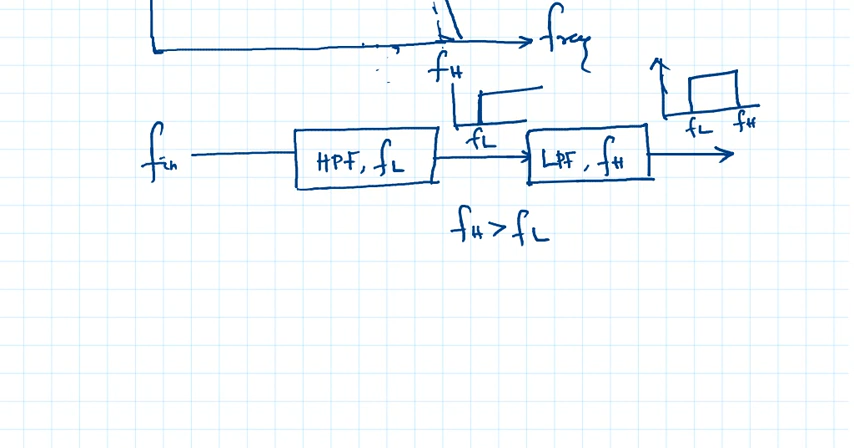 freq
fH
fL
fL fH
fin HPF, fL LPF, fH
fH > fL